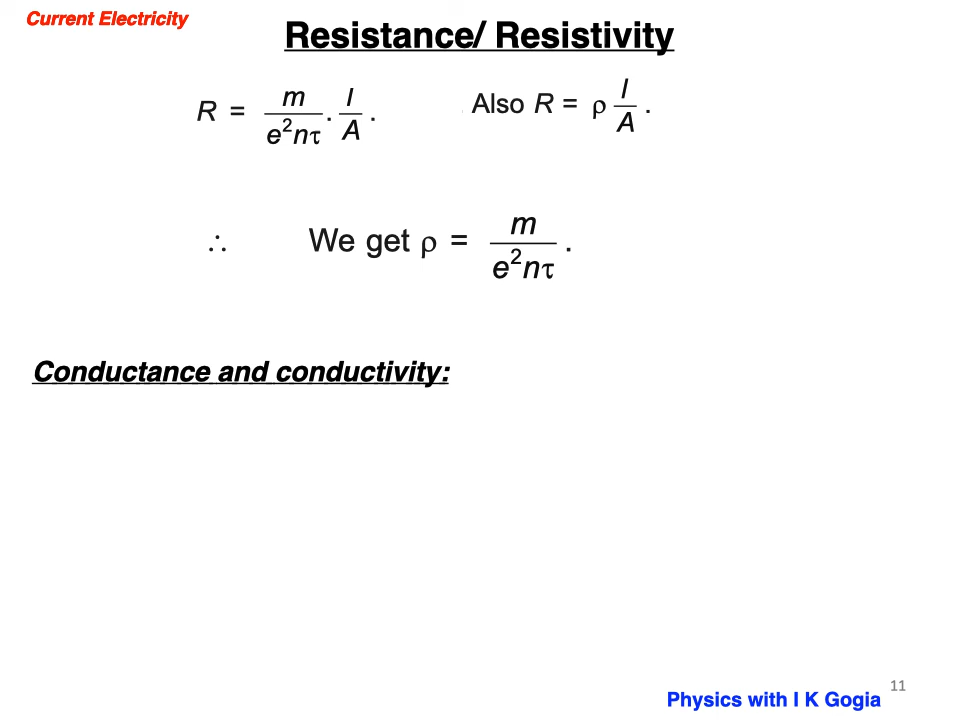 Current Electricity
Resistance/ Resistivity
R = m/e²nτ . l/A . Also R = ρ l/A .
∴ We get ρ = m/e²nτ .
Conductance and conductivity:
11
Physics with I K Gogia